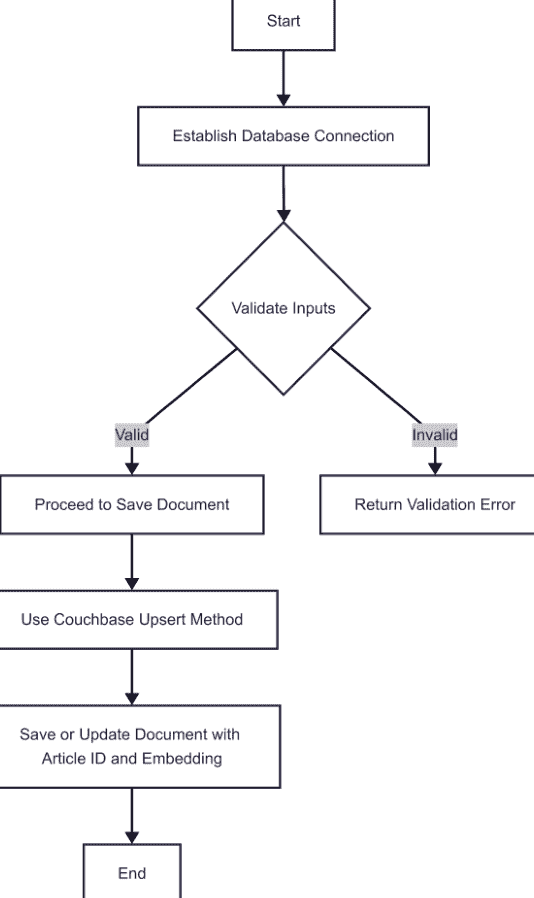 Start
Establish Database Connection
Validate Inputs
Valid
Invalid
Proceed to Save Document
Return Validation Error
Use Couchbase Upsert Method
Save or Update Document with
Article ID and Embedding
End